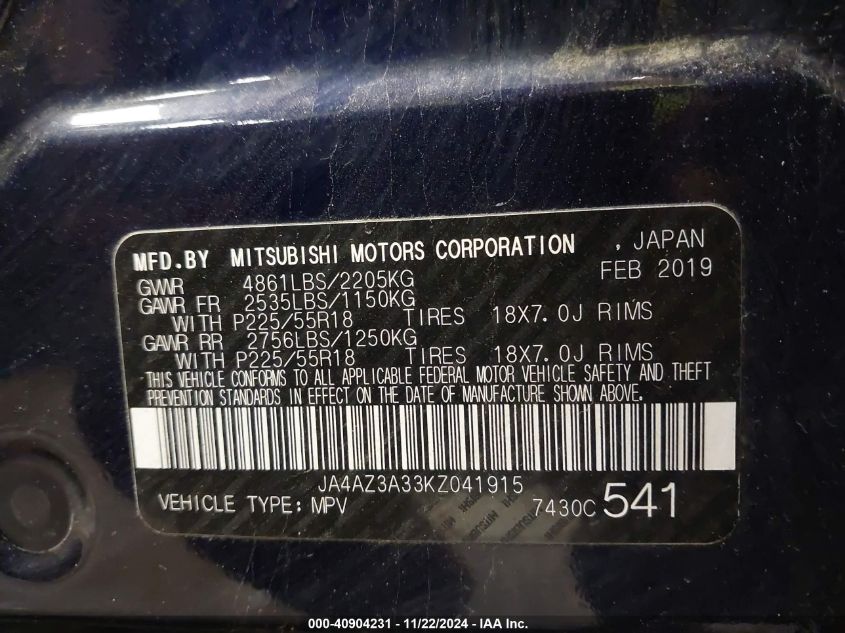 MFD.BY MITSUBISHI MOTORS CORPORATION , JAPAN
GVWR 4861LBS/2205KG FEB 2019
GAWR FR 2535LBS/1150KG
WITH P225/55R18 TIRES 18X7.0J RIMS
GAWR RR 2756LBS/1250KG
WITH P225/55R18 TIRES 18X7.0J RIMS
THIS VEHICLE CONFORMS TO ALL APPLICABLE FEDERAL MOTOR VEHICLE SAFETY AND THEFT
PREVENTION STANDARDS IN EFFECT ON THE DATE OF MANUFACTURE SHOWN ABOVE.
JA4AZ3A33KZ041915
VEHICLE TYPE: MPV 7430C 541
000-40904231 - 11/22/2024 - IAA Inc.